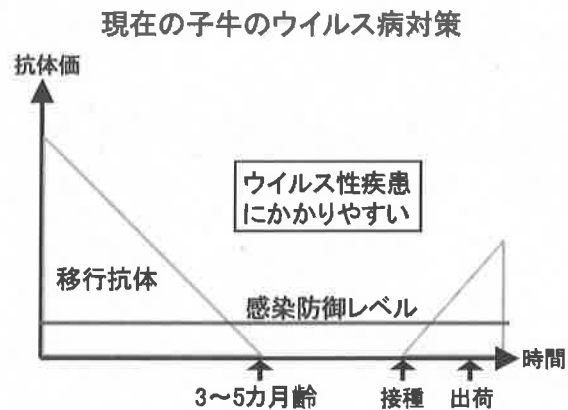 現在の子牛のウイルス病対策
抗体価
ウイルス性疾患
にかかりやすい
移行抗体
感染防御レベル
時間
3～5カ月齢
接種
出荷